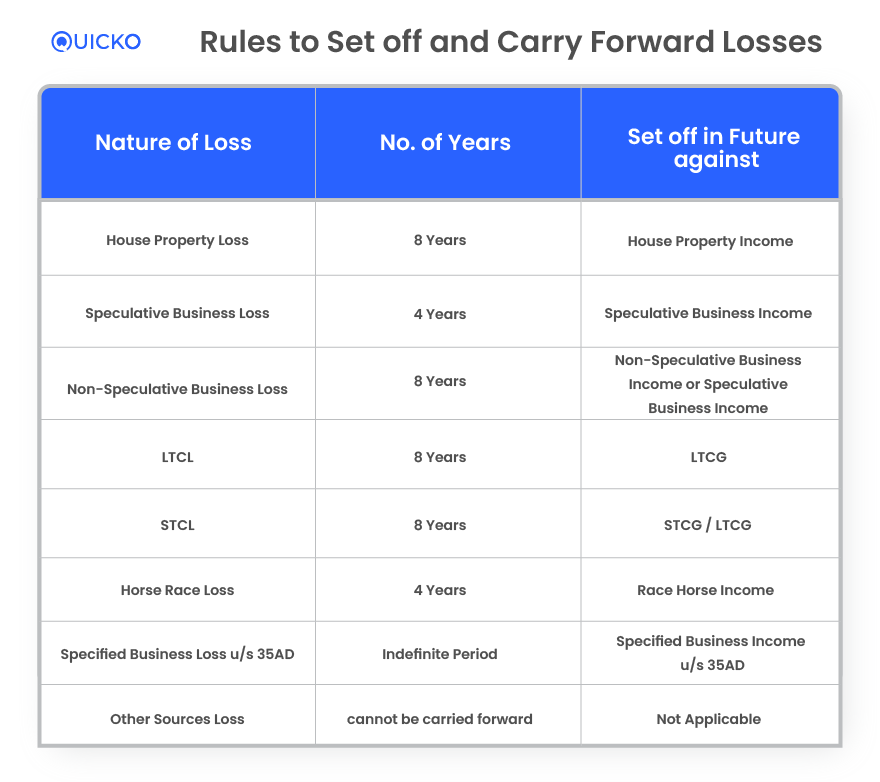 QUICKO
Rules to Set off and Carry Forward Losses
Nature of Loss
No. of Years
Set off in Future
against
House Property Loss
8 Years
House Property Income
Speculative Business Loss
4 Years
Speculative Business Income
Non-Speculative Business Loss
8 Years
Non-Speculative Business
Income or Speculative
Business Income
LTCL
8 Years
LTCG
STCL
8 Years
STCG / LTCG
Horse Race Loss
4 Years
Race Horse Income
Specified Business Loss u/s 35AD
Indefinite Period
Specified Business Income
u/s 35AD
Other Sources Loss
cannot be carried forward
Not Applicable